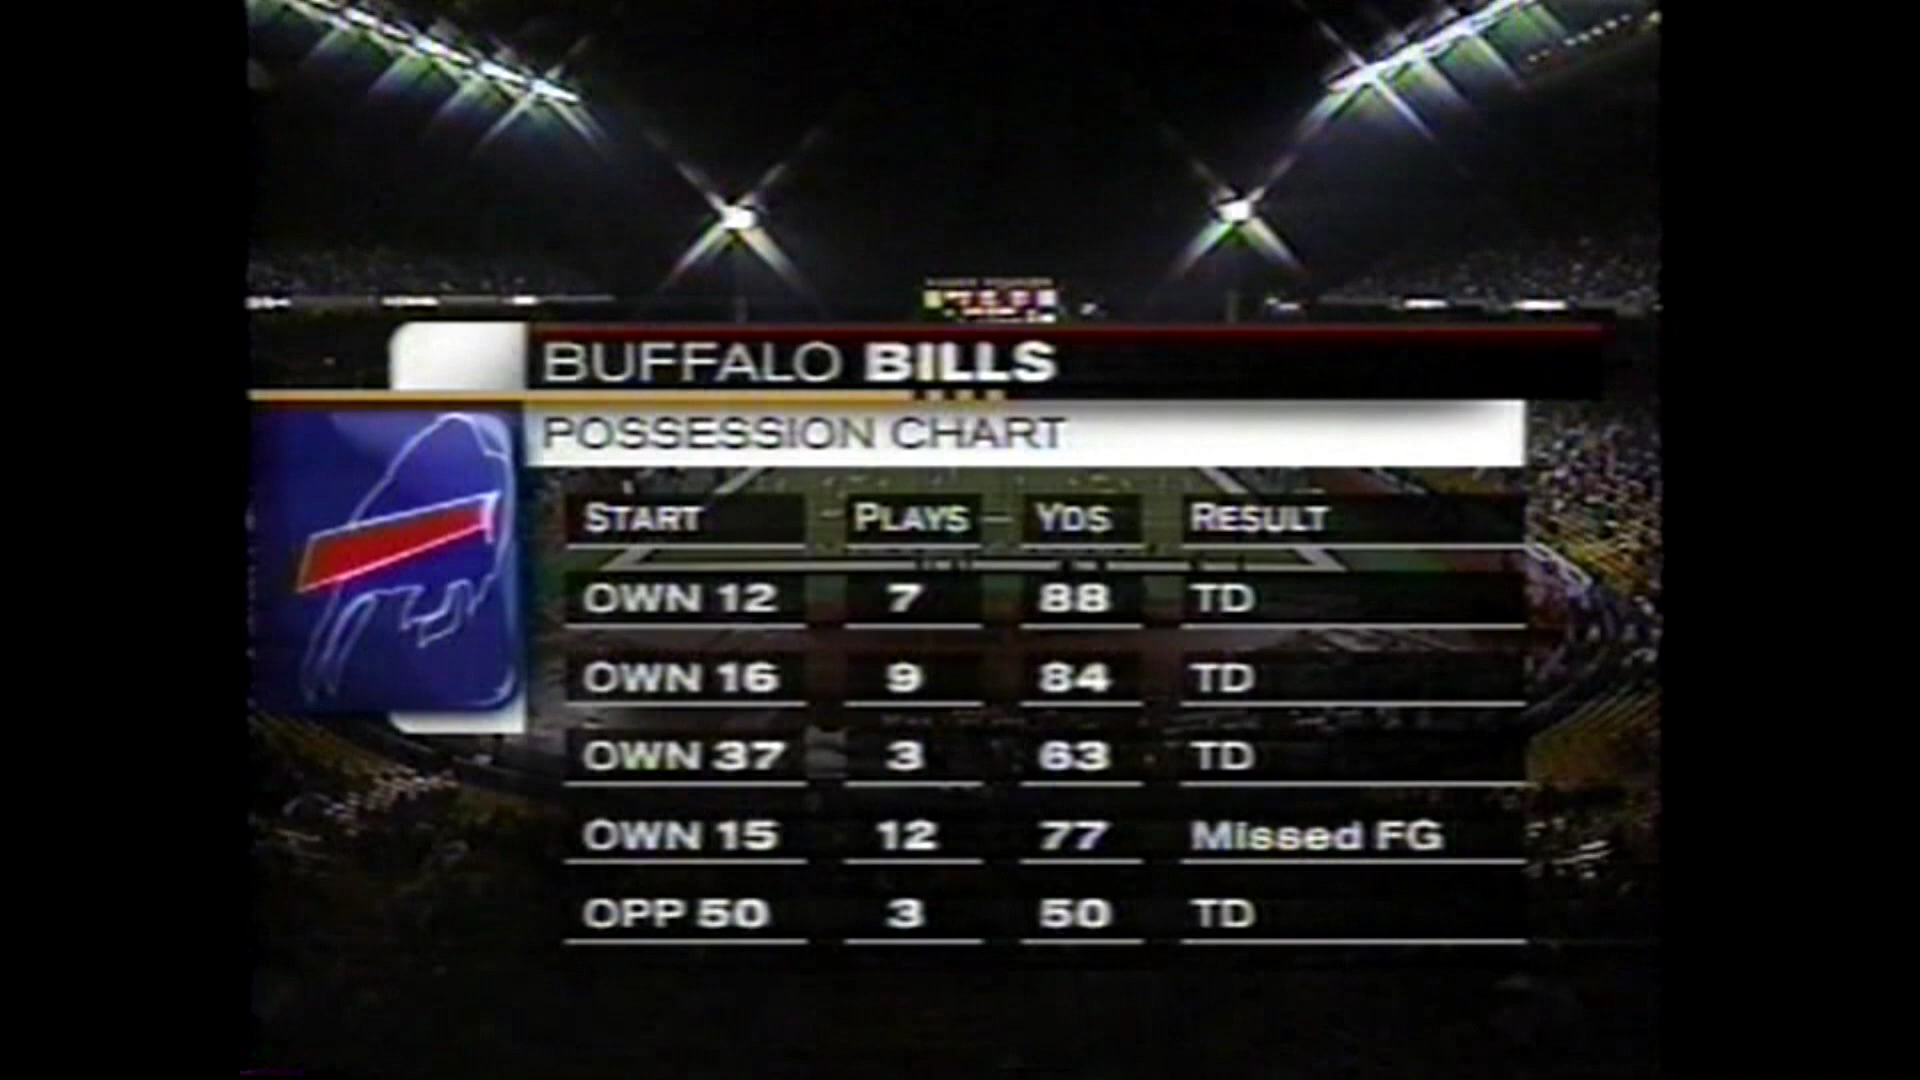 BUFFALO BILLS
POSSESSION CHART
START PLAYS YDS RESULT
OWN 12 7 88 TD
OWN 16 9 84 TD
OWN 37 3 63 TD
OWN 15 12 77 Missed FG
OPP 50 3 50 TD